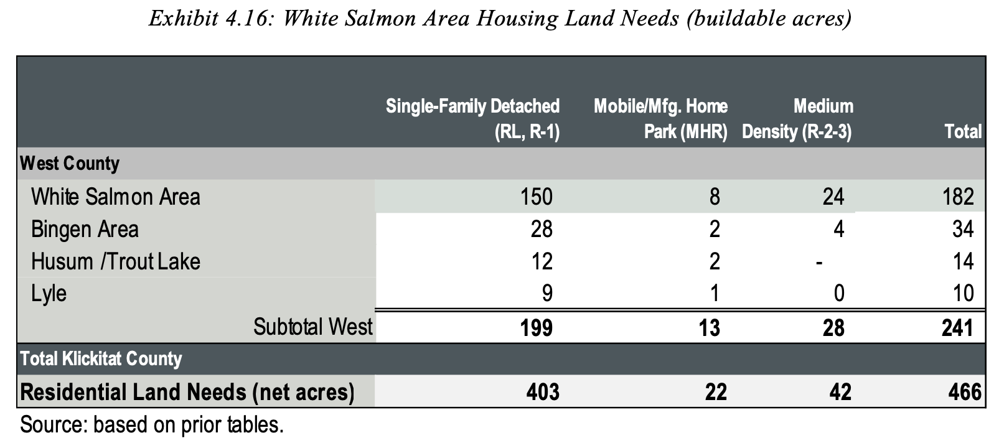 Exhibit 4.16: White Salmon Area Housing Land Needs (buildable acres)
Single-Family Detached Mobile/Mfg. Home Medium
(RL, R-1) Park (MHR) Density (R-2-3) Total
West County
White Salmon Area 150 8 24 182
Bingen Area 28 2 4 34
Husum /Trout Lake 12 2 - 14
Lyle 9 1 0 10
Subtotal West 199 13 28 241
Total Klickitat County
Residential Land Needs (net acres) 403 22 42 466
Source: based on prior tables.